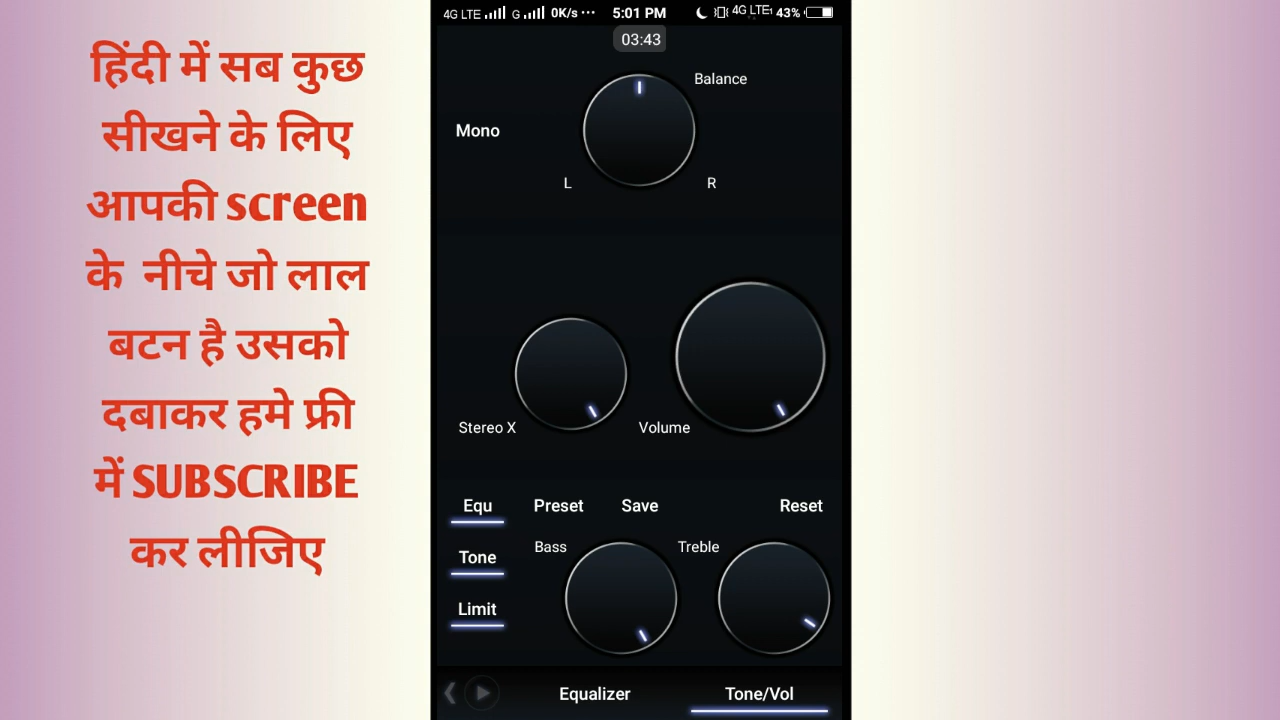 हिंदी में सब कुछ
सीखने के लिए
आपकी screen
के नीचे जो लाल
बटन है उसको
दबाकर हमे फ्री
में SUBSCRIBE
कर लीजिए
4G LTE G 0K/s ··· 5:01 PM 4G LTE1 43%
03:43
Balance
Mono
L R
Stereo X Volume
Equ Preset Save Reset
Bass Treble
Tone
Limit
Equalizer Tone/Vol